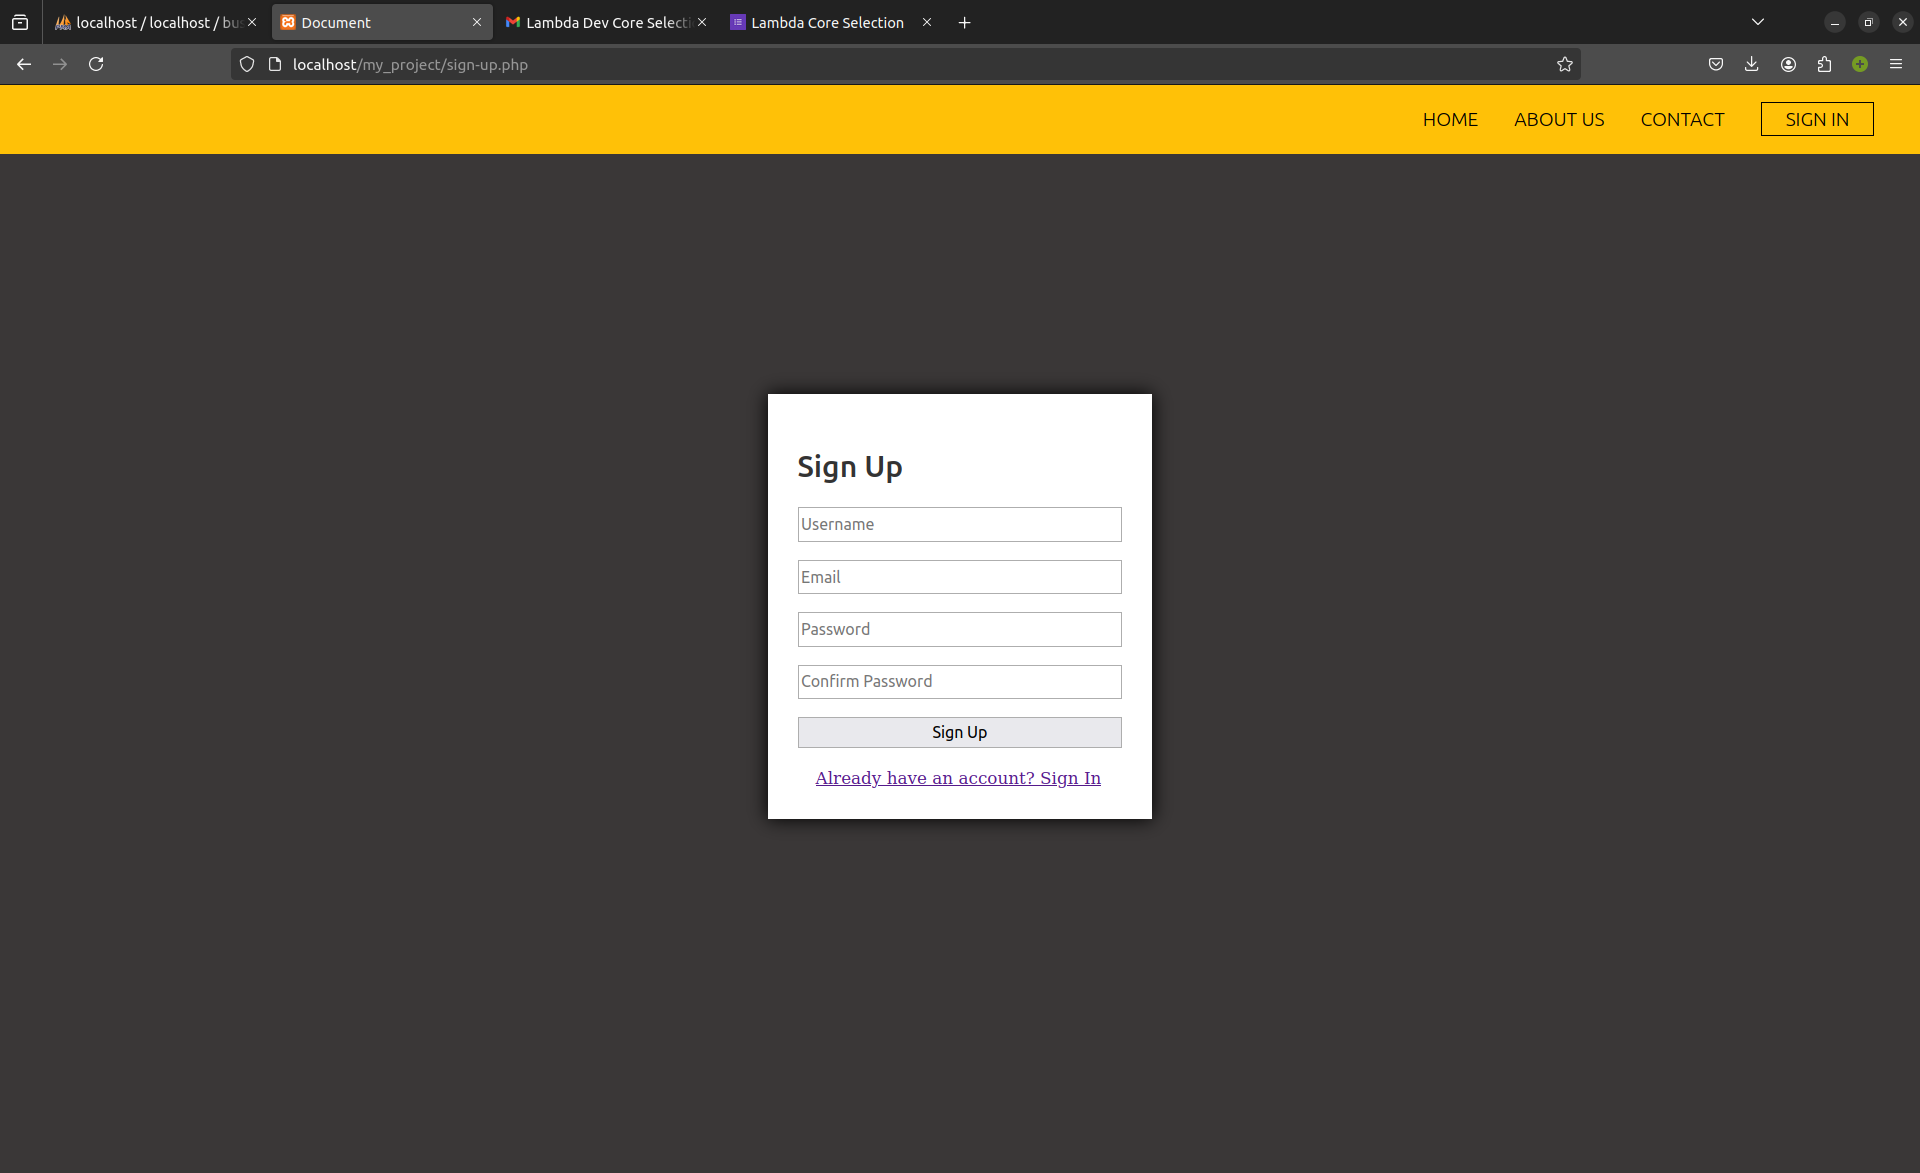 localhost / localhost / bu
Document
Lambda Dev Core Selecti
Lambda Core Selection
localhost/my_project/sign-up.php
HOME
ABOUT US
CONTACT
SIGN IN
Sign Up
Username
Email
Password
Confirm Password
Sign Up
Already have an account? Sign In